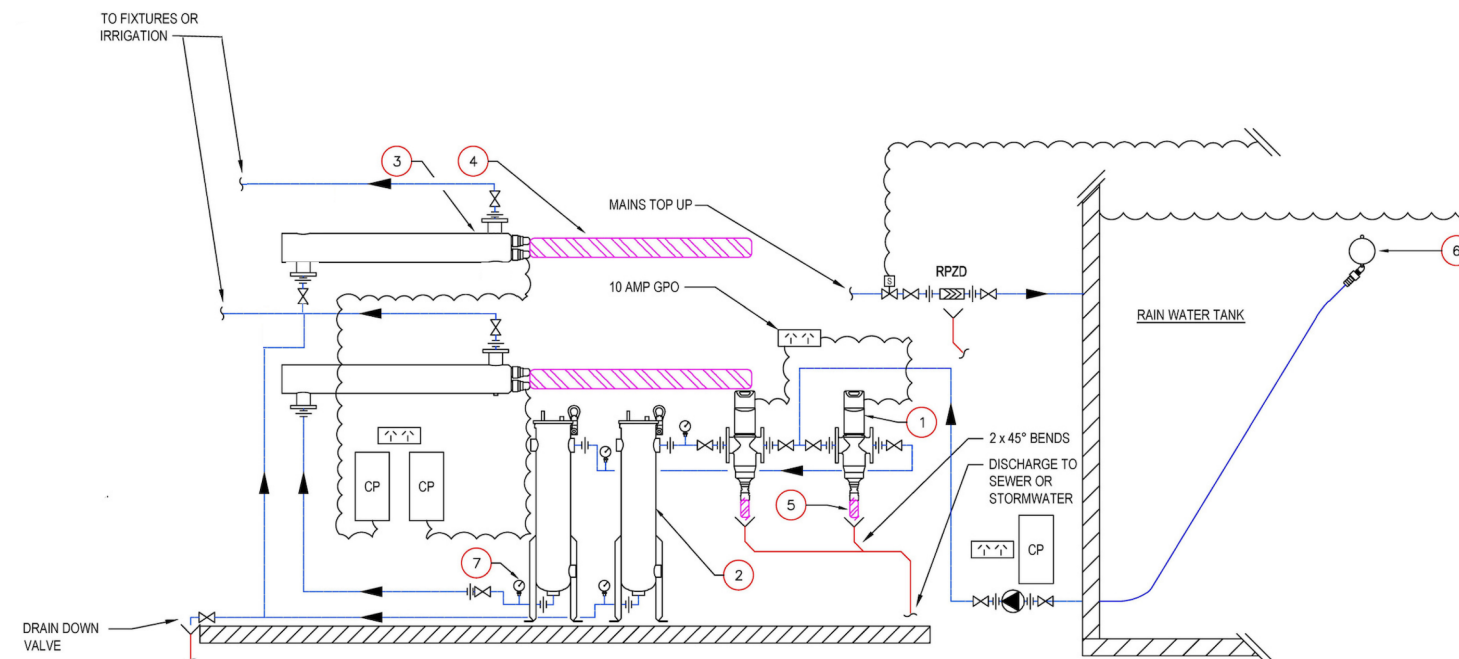 TO FIXTURES OR
IRRIGATION
3
4
MAINS TOP UP
S
RPZD
6
10 AMP GPO
RAIN WATER TANK
1
2 x 45° BENDS
DISCHARGE TO
SEWER OR
STORMWATER
CP
CP
5
CP
7
2
DRAIN DOWN
VALVE